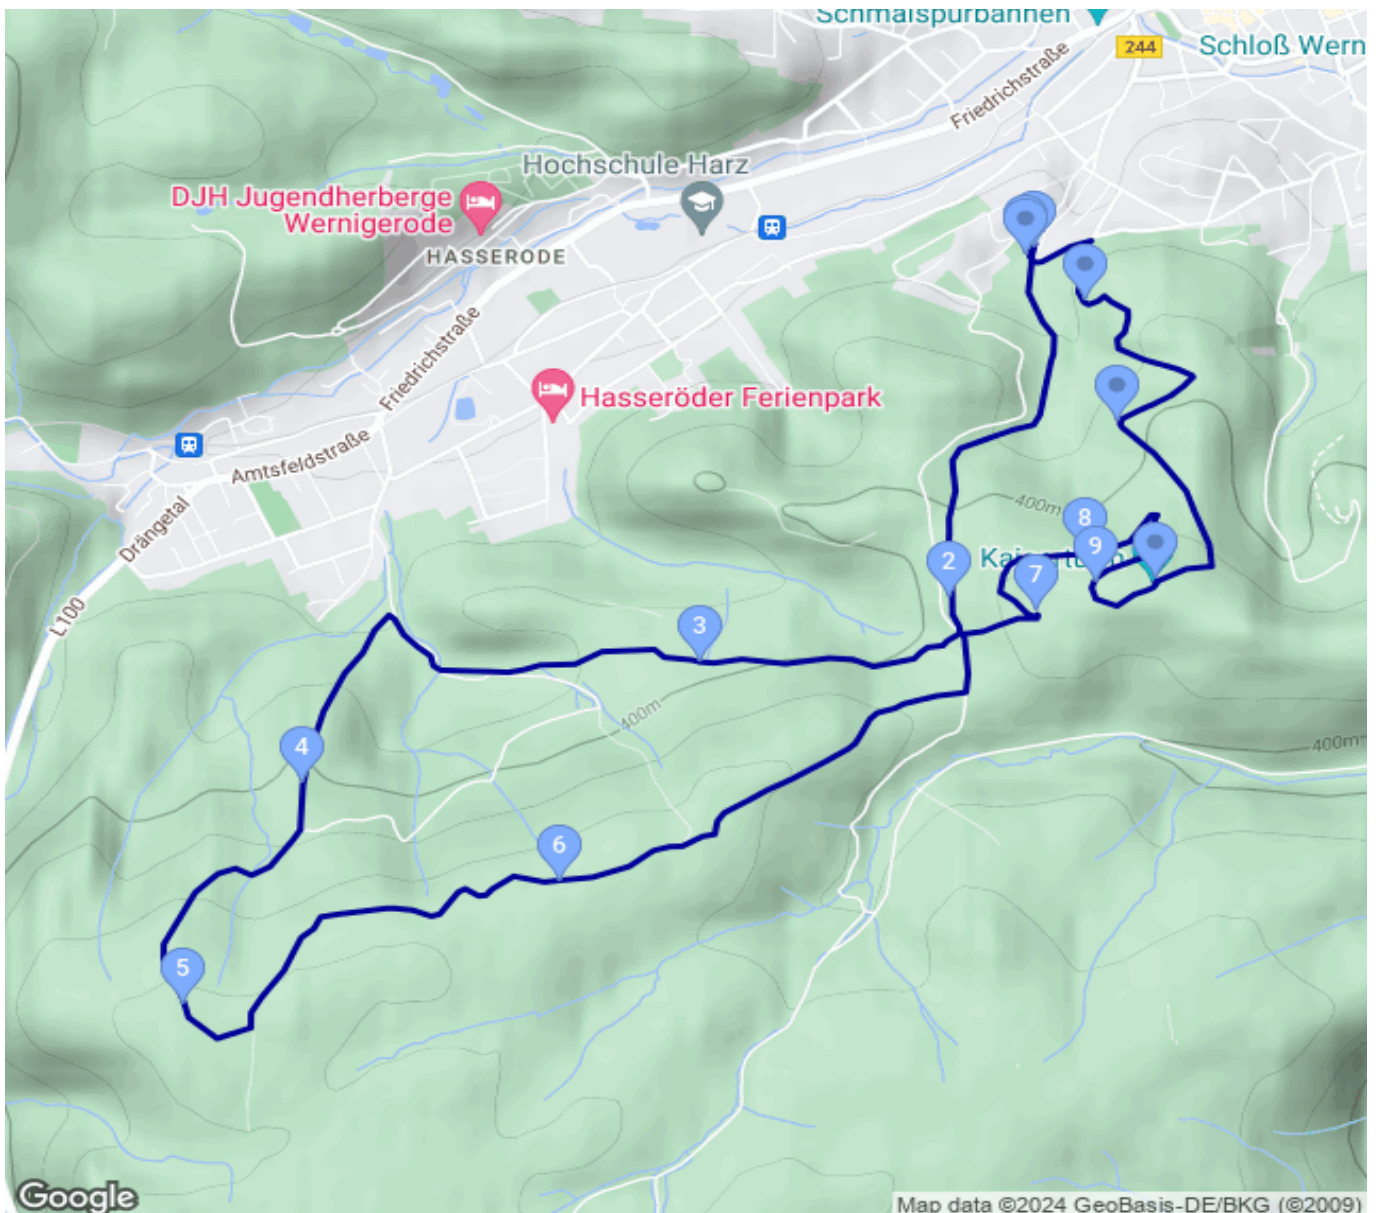 Schmalspurbahnen
244
Schloß Wern
Friedrichstraße
Hochschule Harz
DJH Jugendherberge
Wernigerode
HASSERODE
Friedrichstraße
Hasseröder Ferienpark
Amtsfeldstraße
Drängetal
L100
400m
8
9
2
7
3
400m
4
400m
6
5
Google
Map data ©2024 GeoBasis-DE/BKG (©2009)